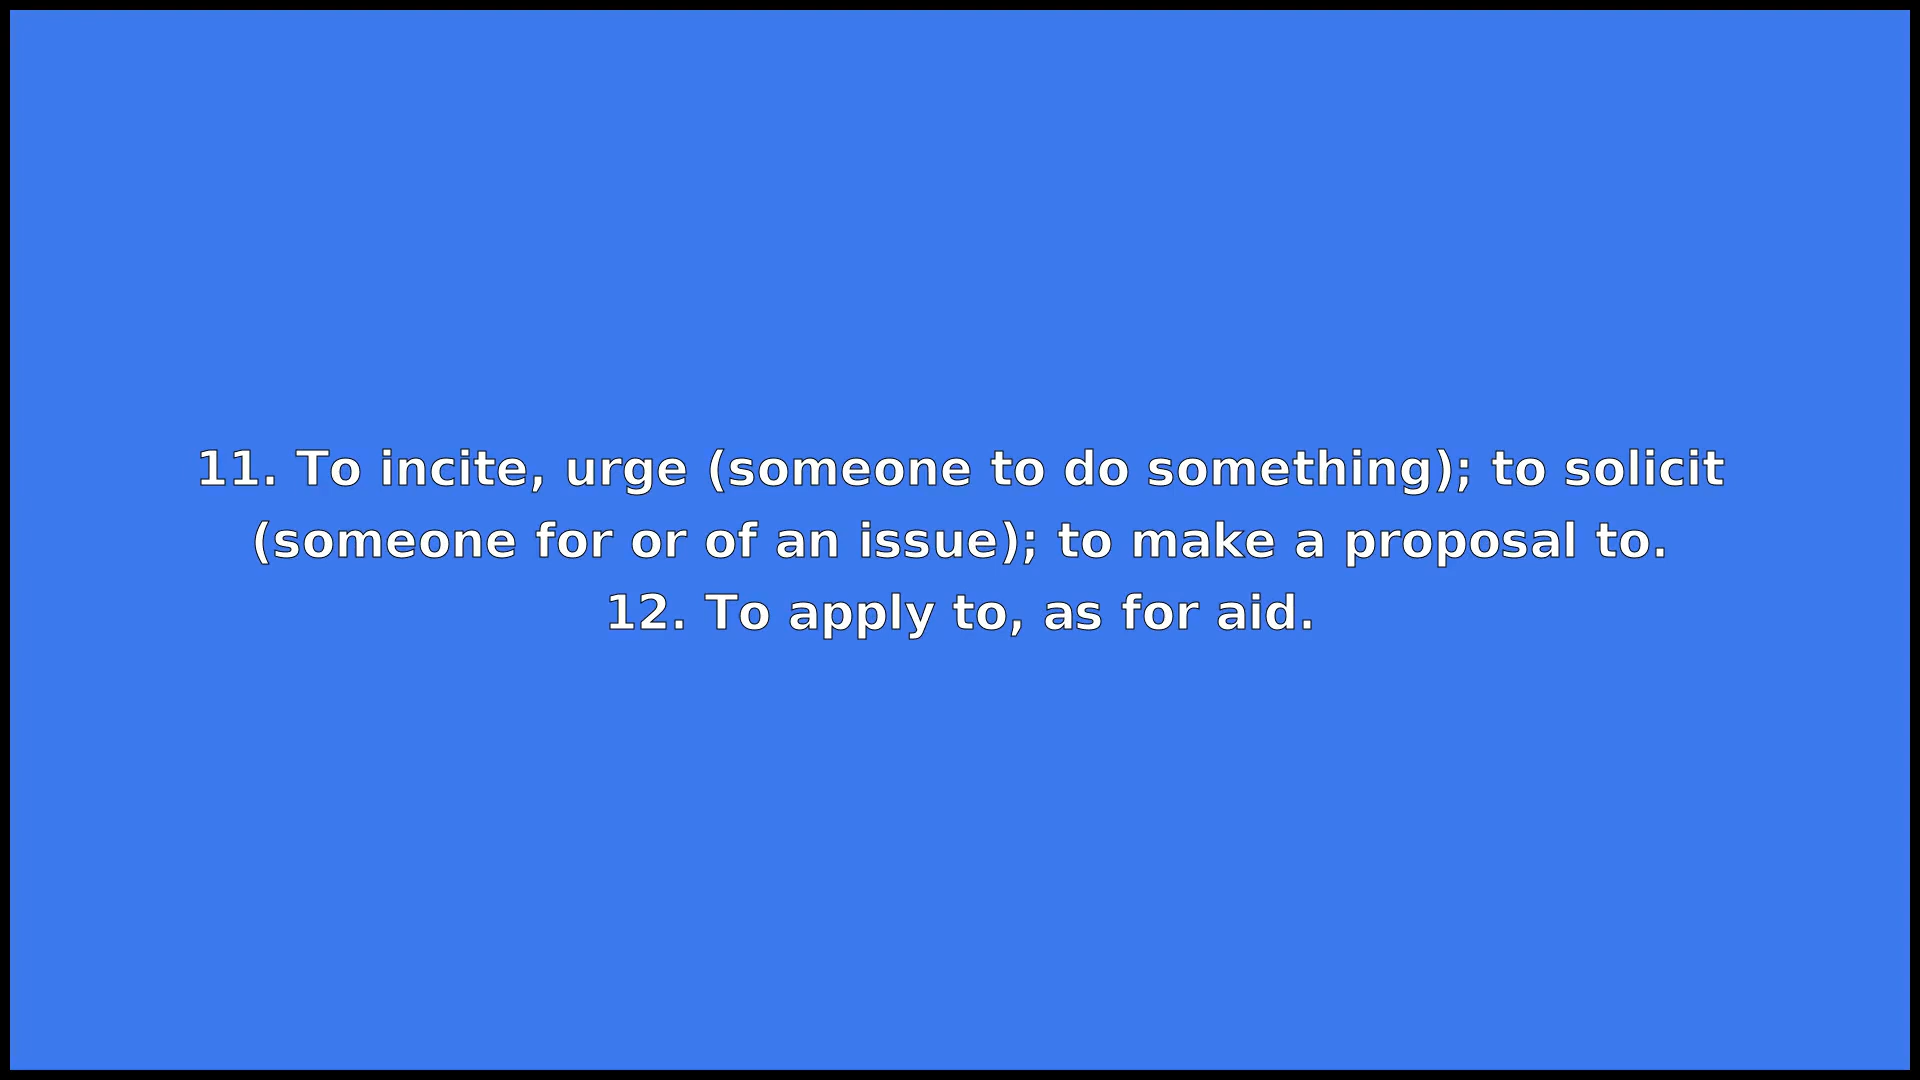 11. To incite, urge (someone to do something); to solicit
(someone for or of an issue); to make a proposal to.
12. To apply to, as for aid.